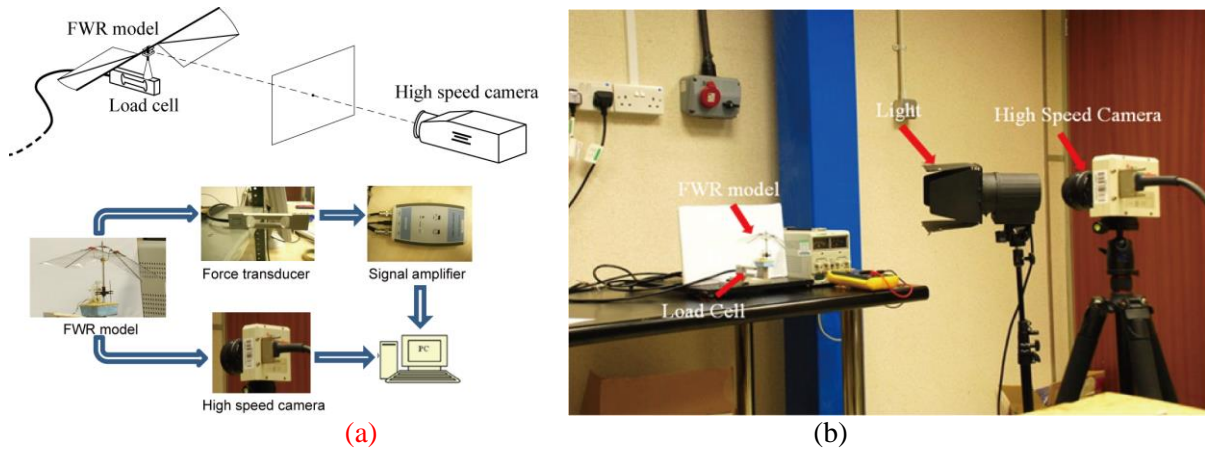 FWR model
Load cell
High speed camera
Force transducer
Signal amplifier
FWR model
PC
High speed camera
(a)
Light
High Speed Camera
FWR model
Load Cell
(b)